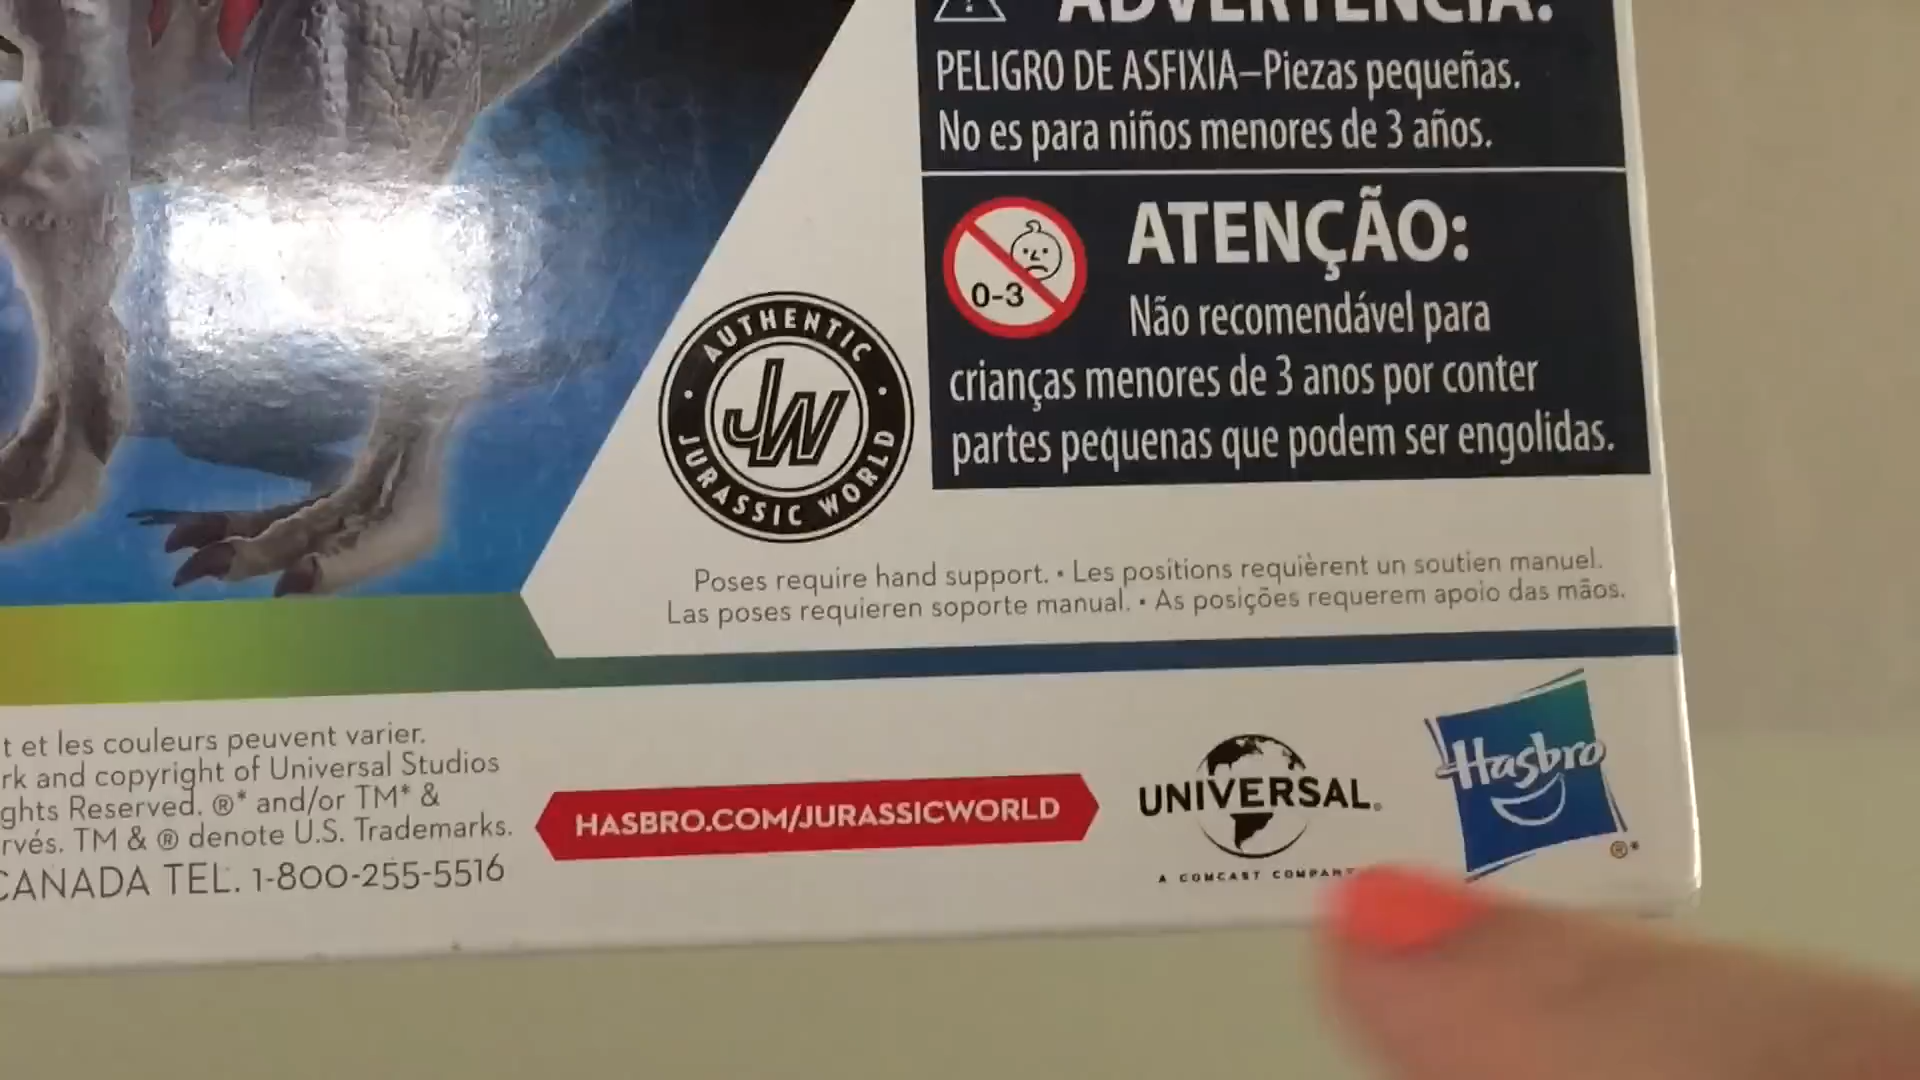 ADVERTENCIA:
PELIGRO DE ASFIXIA–Piezas pequeñas.
No es para niños menores de 3 años.
ATENÇÃO:
0-3
Não recomendável para
crianças menores de 3 anos por conter
partes pequenas que podem ser engolidas.
AUTHENTIC
JW
JURASSIC WORLD
Poses require hand support. • Les positions requièrent un soutien manuel.
Las poses requieren soporte manual. • As posições requerem apoio das mãos.
t et les couleurs peuvent varier.
rk and copyright of Universal Studios
ghts Reserved. ®* and/or TM* &
rvés. TM & ® denote U.S. Trademarks.
CANADA TEL. 1-800-255-5516
HASBRO.COM/JURASSICWORLD
UNIVERSAL®
A COMCAST COMPANY
Hasbro
®*